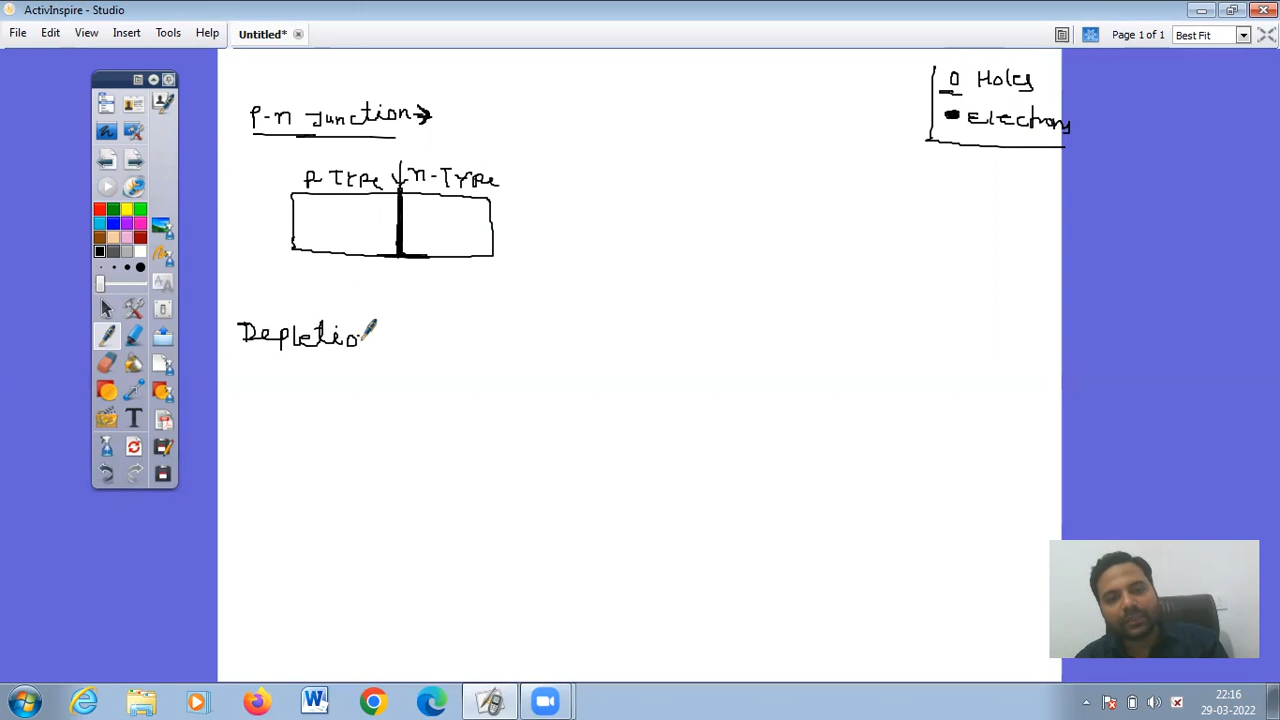 ActivInspire - Studio
File Edit View Insert Tools Help
Untitled*
Page 1 of 1
Best Fit
O Holes
Electrons
P-n Junction
P Type n-Type
Depletio
22:16
29-03-2022